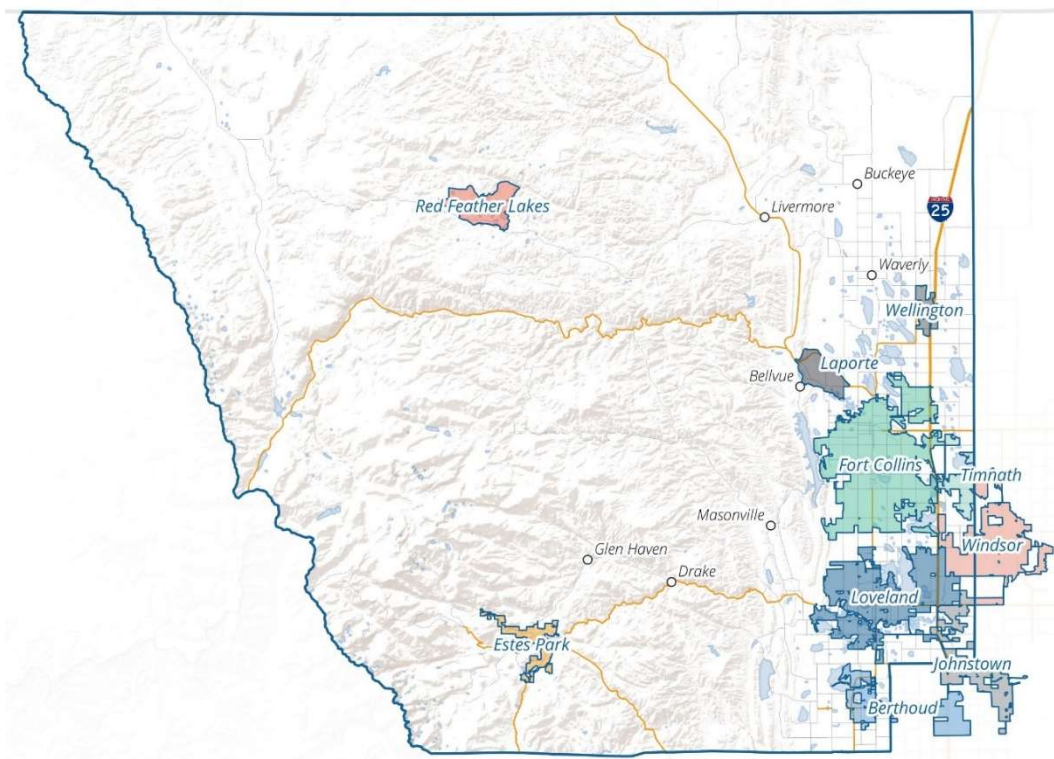 Buckeye
Red Feather Lakes
Livermore
25
Waverly
Wellington
Laporte
Bellvue
Fort Collins
Timnath
Masonville
Windsor
Glen Haven
Drake
Loveland
Estes Park
Johnstown
Berthoud